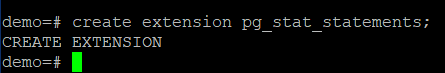 demo=# create extension pg_stat_statements;
CREATE EXTENSION
demo=#